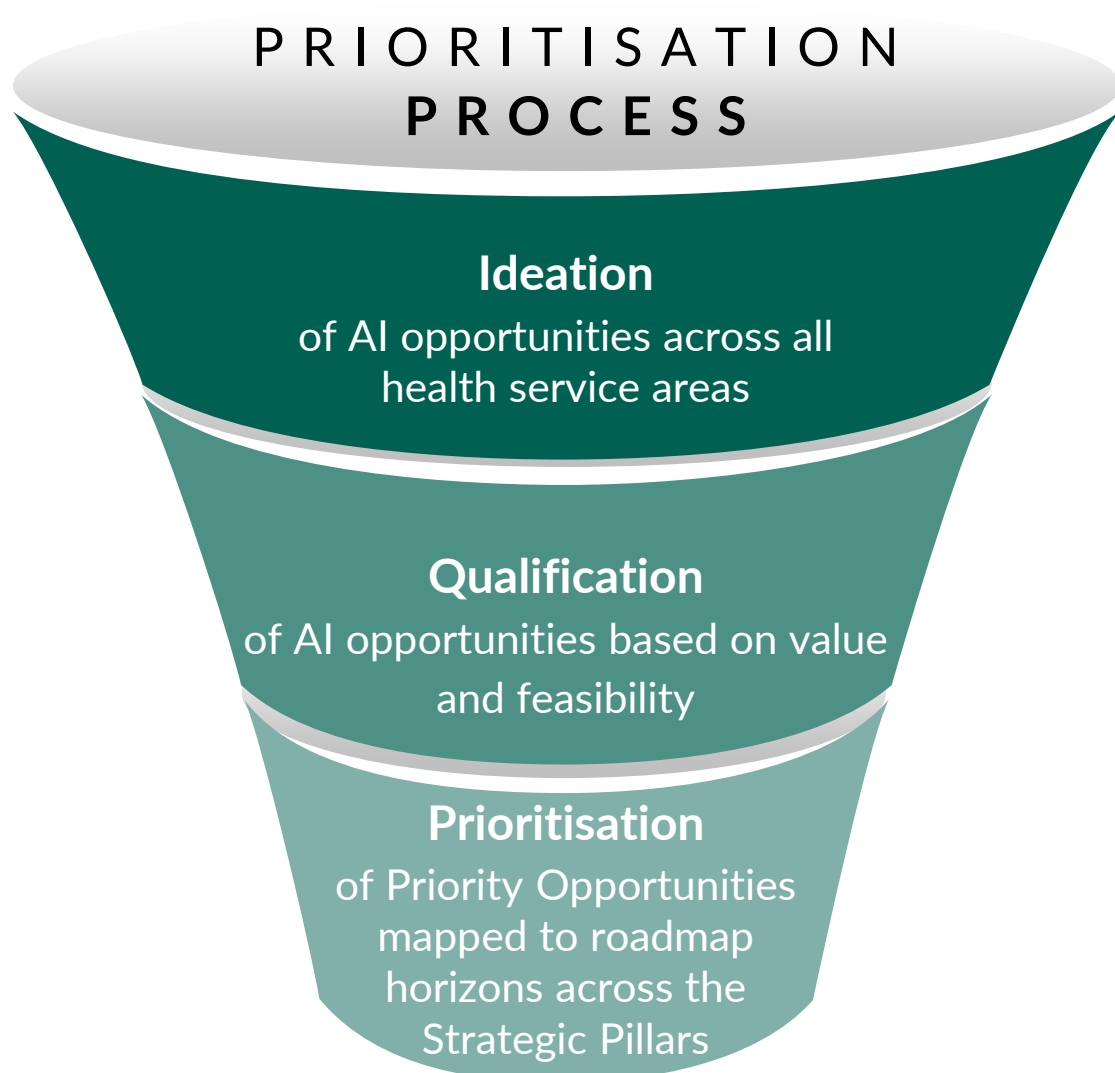 PRIORITISATION
PROCESS
Ideation
of AI opportunities across all
health service areas
Qualification
of AI opportunities based on value
and feasibility
Prioritisation
of Priority Opportunities
mapped to roadmap
horizons across the
Strategic Pillars